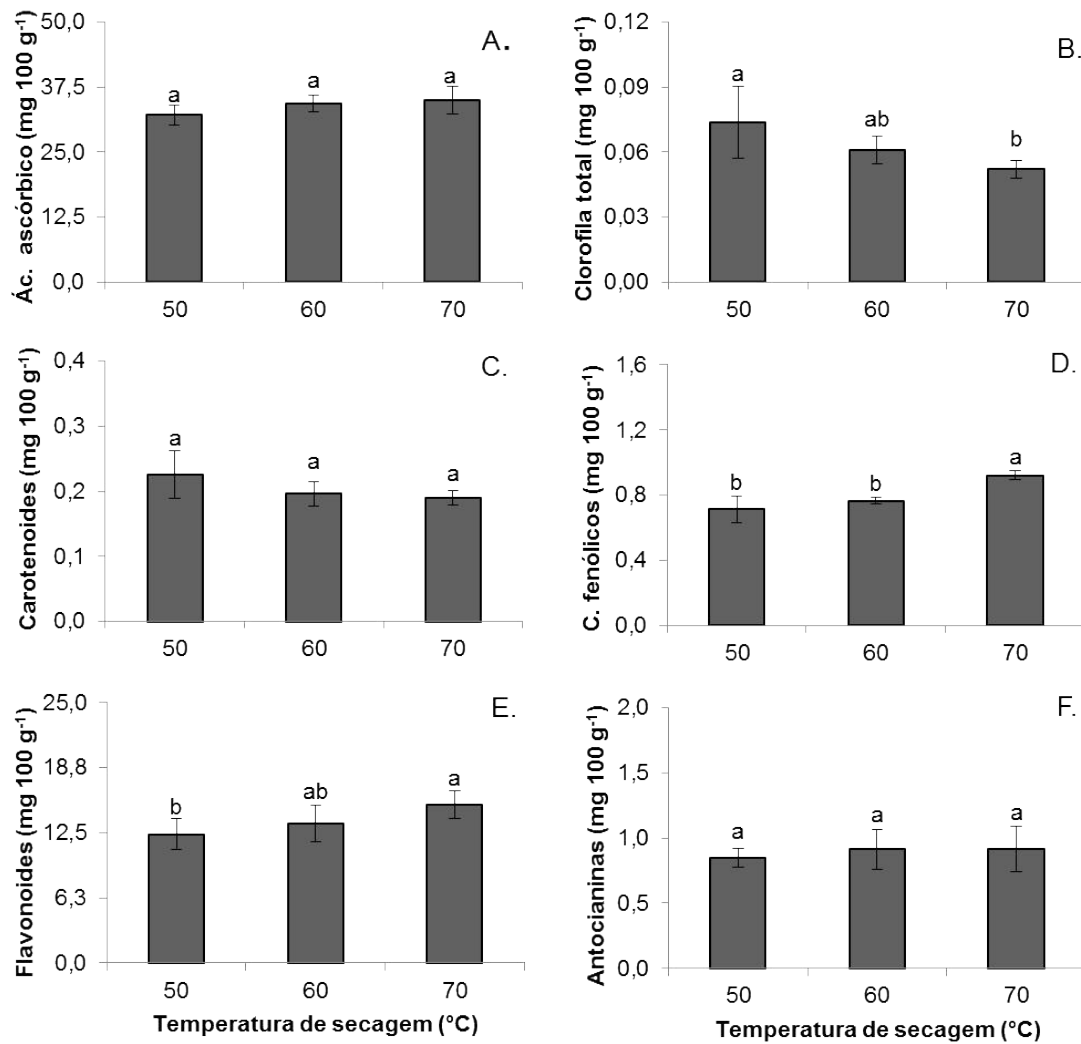 A.
Ác. ascórbico (mg 100 g⁻¹)
50,0
37,5
25,0
12,5
0,0
a
a
a
50
60
70
B.
Clorofila total (mg 100 g⁻¹)
0,12
0,09
0,06
0,03
0,00
a
ab
b
50
60
70
C.
Carotenoides (mg 100 g⁻¹)
0,4
0,3
0,2
0,1
0,0
a
a
a
50
60
70
D.
C. fenólicos (mg 100 g⁻¹)
1,6
1,2
0,8
0,4
0,0
b
b
a
50
60
70
E.
Flavonoides (mg 100 g⁻¹)
25,0
18,8
12,5
6,3
0,0
b
ab
a
50
60
70
Temperatura de secagem (ºC)
F.
Antocianinas (mg 100 g⁻¹)
2,0
1,5
1,0
0,5
0,0
a
a
a
50
60
70
Temperatura de secagem (ºC)